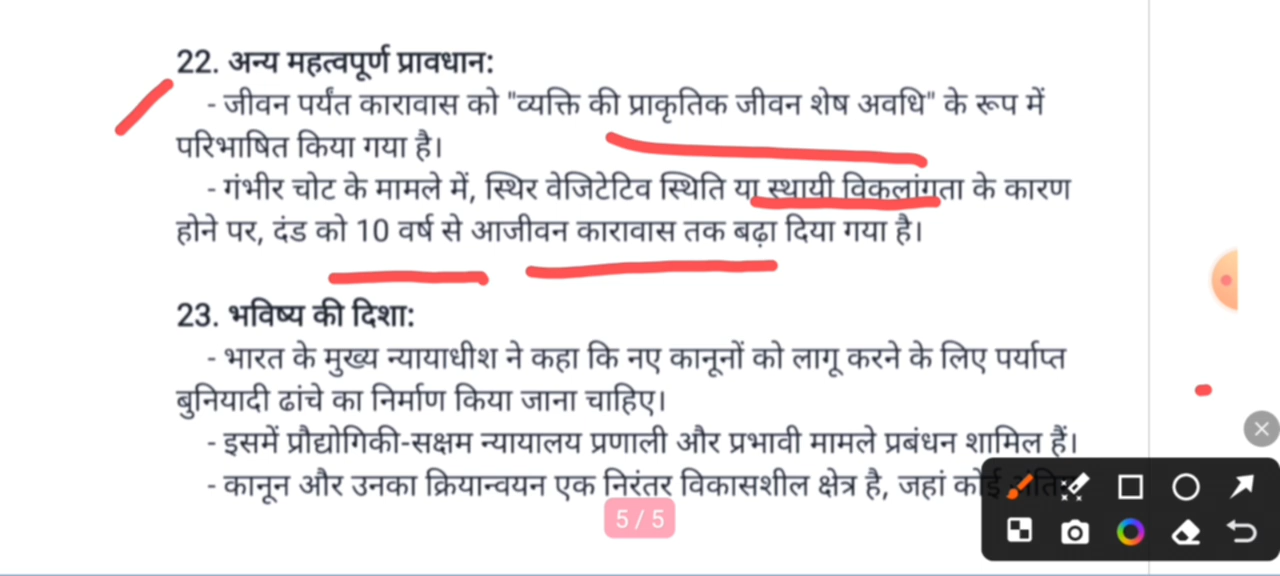 22. अन्य महत्वपूर्ण प्रावधान:
- जीवन पर्यंत कारावास को "व्यक्ति की प्राकृतिक जीवन शेष अवधि" के रूप में
परिभाषित किया गया है।
- गंभीर चोट के मामले में, स्थिर वेजिटेटिव स्थिति या स्थायी विकलांगता के कारण
होने पर, दंड को 10 वर्ष से आजीवन कारावास तक बढ़ा दिया गया है।
23. भविष्य की दिशा:
- भारत के मुख्य न्यायाधीश ने कहा कि नए कानूनों को लागू करने के लिए पर्याप्त
बुनियादी ढांचे का निर्माण किया जाना चाहिए।
- इसमें प्रौद्योगिकी-सक्षम न्यायालय प्रणाली और प्रभावी मामले प्रबंधन शामिल हैं।
- कानून और उनका क्रियान्वयन एक निरंतर विकासशील क्षेत्र है, जहां कोई
5 / 5